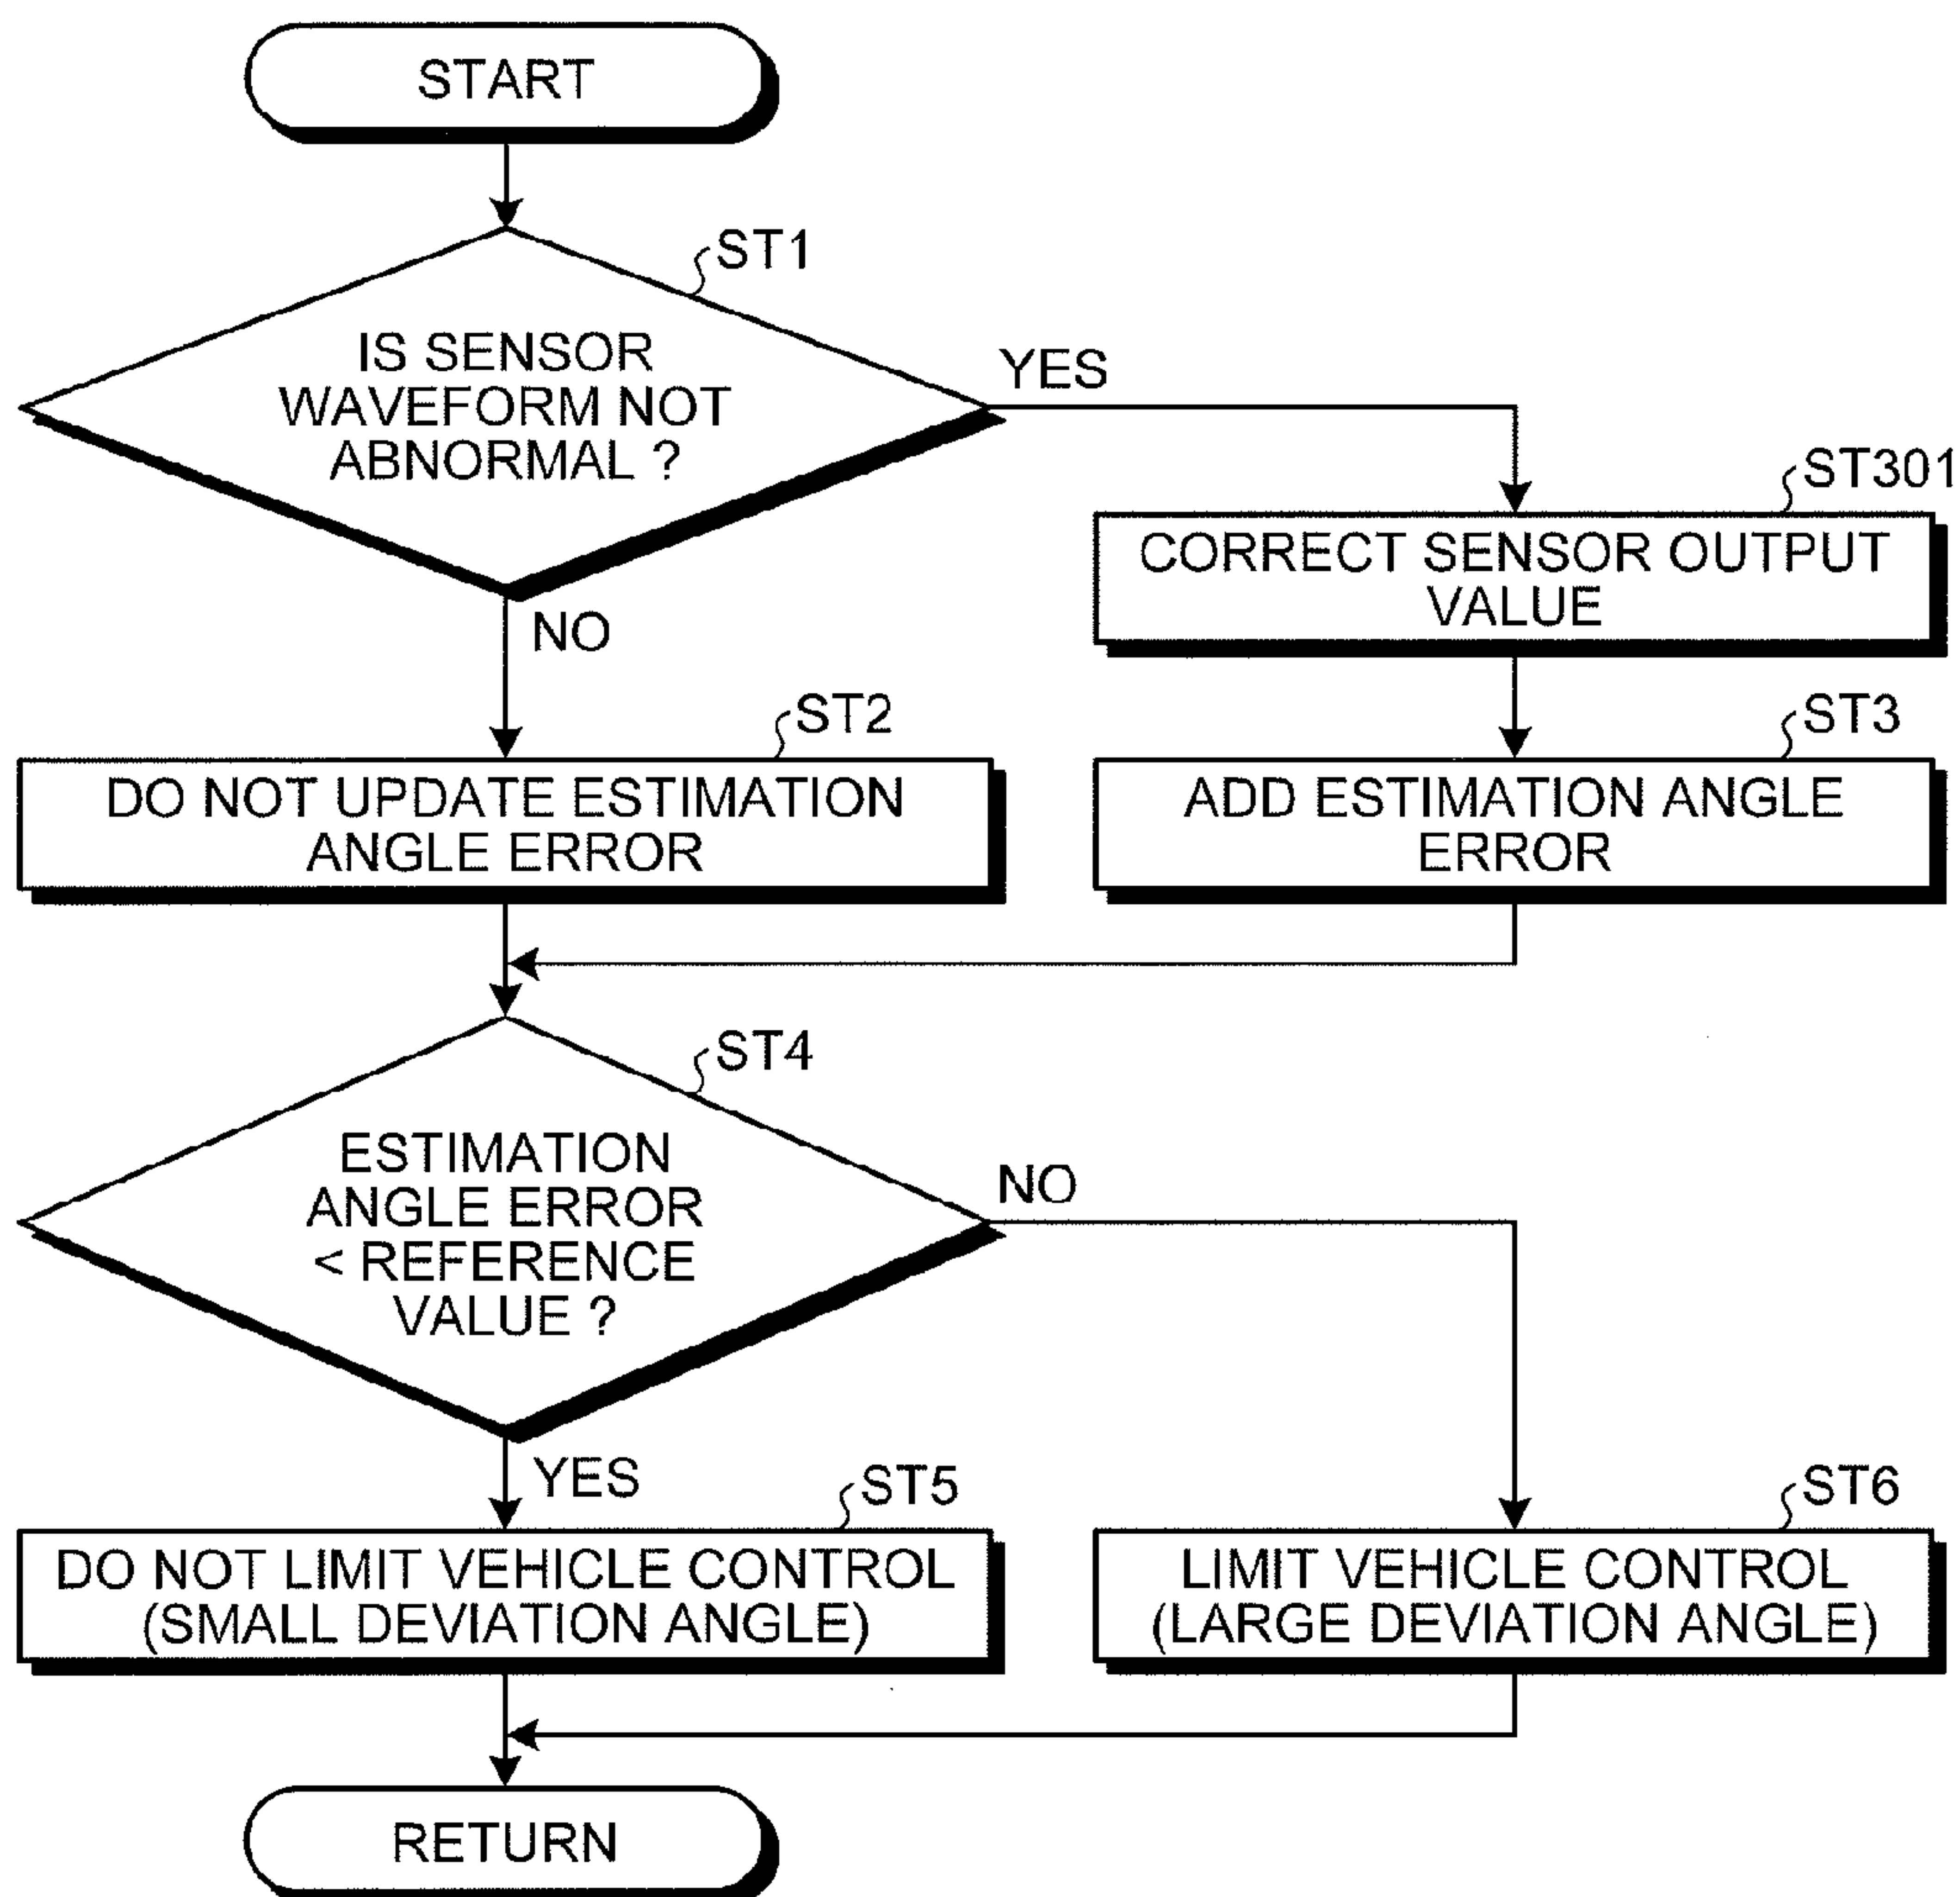 START
ST1
IS SENSOR
WAVEFORM NOT
ABNORMAL ?
YES
NO
ST301
CORRECT SENSOR OUTPUT
VALUE
ST2
DO NOT UPDATE ESTIMATION
ANGLE ERROR
ST3
ADD ESTIMATION ANGLE
ERROR
ST4
ESTIMATION
ANGLE ERROR
< REFERENCE
VALUE ?
NO
YES
ST5
DO NOT LIMIT VEHICLE CONTROL
(SMALL DEVIATION ANGLE)
ST6
LIMIT VEHICLE CONTROL
(LARGE DEVIATION ANGLE)
RETURN